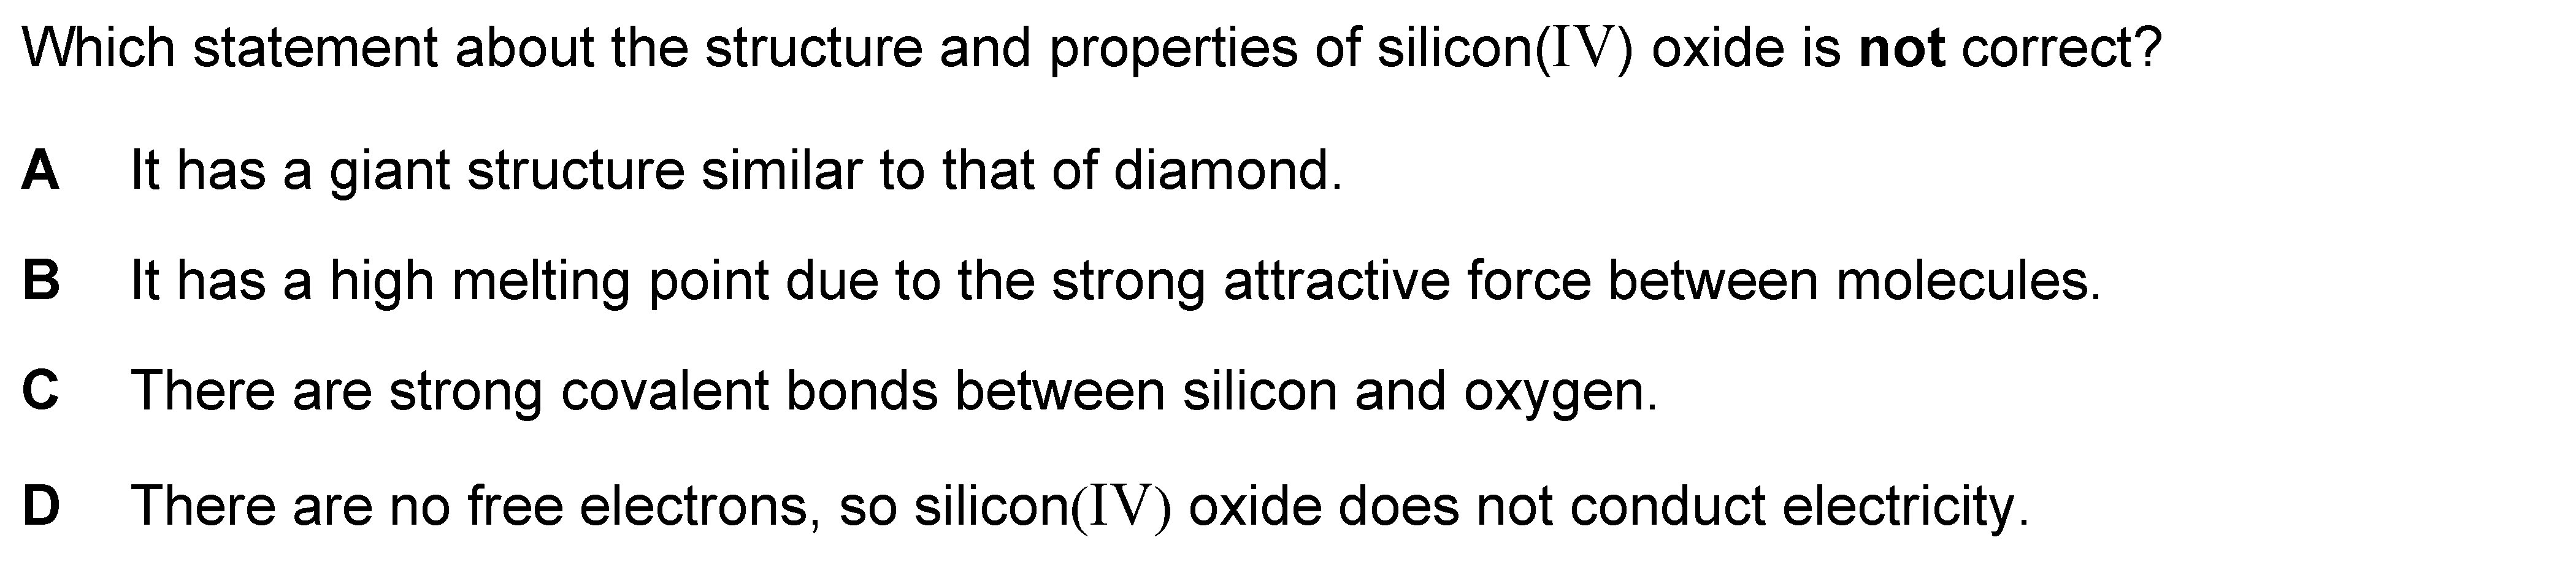 Which statement about the structure and properties of silicon(IV) oxide is not correct?
A It has a giant structure similar to that of diamond.
B It has a high melting point due to the strong attractive force between molecules.
C There are strong covalent bonds between silicon and oxygen.
D There are no free electrons, so silicon(IV) oxide does not conduct electricity.